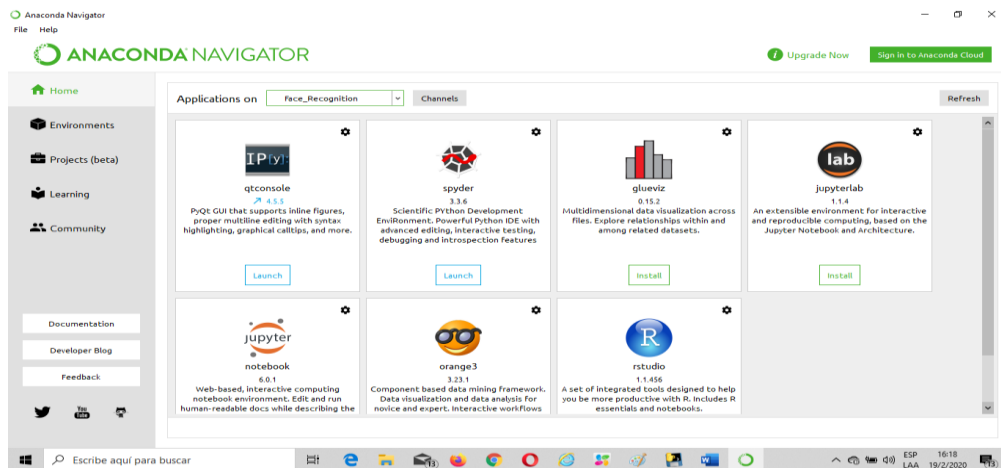 Anaconda Navigator
File Help
ANACONDA NAVIGATOR
Upgrade Now
Sign in to Anaconda Cloud
Home
Environments
Projects (beta)
Learning
Community
Documentation
Developer Blog
Feedback
You
Tube
Applications on Face_Recognition Channels Refresh
IP[y]:
qtconsole
4.5.5
PyQt GUI that supports inline figures,
proper multiline editing with syntax
highlighting, graphical calltips, and more.
Launch
spyder
3.3.6
Scientific PYthon Development
EnviRonment. Powerful Python IDE with
advanced editing, interactive testing,
debugging and introspection features
Launch
glueviz
0.15.2
Multidimensional data visualization across
files. Explore relationships within and
among related datasets.
Install
lab
jupyterlab
1.1.4
An extensible environment for interactive
and reproducible computing, based on the
Jupyter Notebook and Architecture.
Install
jupyter
notebook
6.0.1
Web-based, interactive computing
notebook environment. Edit and run
human-readable docs while describing the
orange3
3.23.1
Component based data mining framework.
Data visualization and data analysis for
novice and expert. Interactive workflows
R
rstudio
1.1.456
A set of integrated tools designed to help
you be more productive with R. Includes R
essentials and notebooks.
Escribe aquí para buscar
ESP
LAA
16:18
19/2/2020